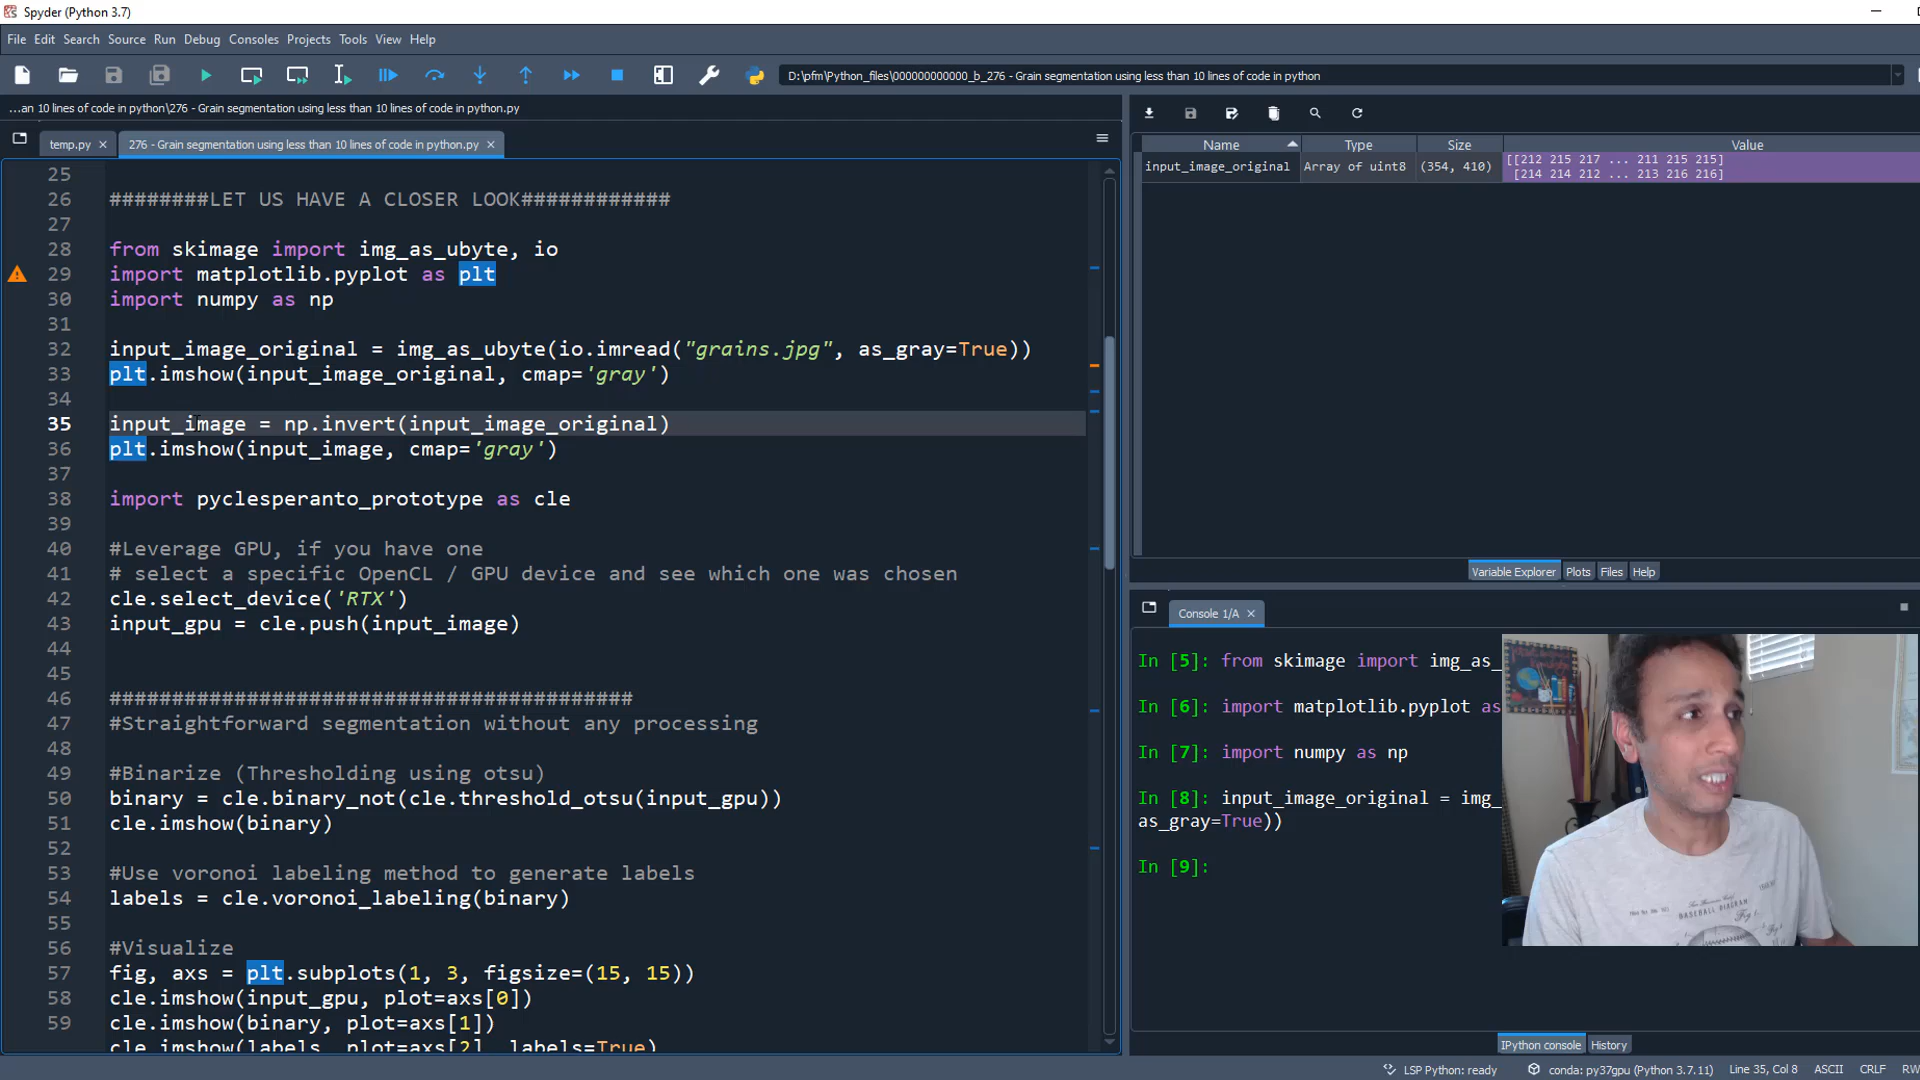 Spyder (Python 3.7)
File Edit Search Source Run Debug Consoles Projects Tools View Help
D:\pfm\Python_files\000000000000_b_276 - Grain segmentation using less than 10 lines of code in python
...an 10 lines of code in python\276 - Grain segmentation using less than 10 lines of code in python.py
temp.py
276 - Grain segmentation using less than 10 lines of code in python.py
25
26 ########LET US HAVE A CLOSER LOOK############
27
28 from skimage import img_as_ubyte, io
29 import matplotlib.pyplot as plt
30 import numpy as np
31
32 input_image_original = img_as_ubyte(io.imread("grains.jpg", as_gray=True))
33 plt.imshow(input_image_original, cmap='gray')
34
35 input_image = np.invert(input_image_original)
36 plt.imshow(input_image, cmap='gray')
37
38 import pyclesperanto_prototype as cle
39
40 #Leverage GPU, if you have one
41 # select a specific OpenCL / GPU device and see which one was chosen
42 cle.select_device('RTX')
43 input_gpu = cle.push(input_image)
44
45
46 ##########################################
47 #Straightforward segmentation without any processing
48
49 #Binarize (Thresholding using otsu)
50 binary = cle.binary_not(cle.threshold_otsu(input_gpu))
51 cle.imshow(binary)
52
53 #Use voronoi labeling method to generate labels
54 labels = cle.voronoi_labeling(binary)
55
56 #Visualize
57 fig, axs = plt.subplots(1, 3, figsize=(15, 15))
58 cle.imshow(input_gpu, plot=axs[0])
59 cle.imshow(binary, plot=axs[1])
cle.imshow(labels, plot=axs[2], labels=True)
Name Type Size Value
input_image_original Array of uint8 (354, 410) [[212 215 217 ... 211 215 215]
[214 214 212 ... 213 216 216]
Variable Explorer Plots Files Help
Console 1/A
In [5]: from skimage import img_as_
In [6]: import matplotlib.pyplot as
In [7]: import numpy as np
In [8]: input_image_original = img_
as_gray=True))
In [9]:
BASEBALL DIAGRAM
IPython console History
LSP Python: ready conda: py37gpu (Python 3.7.11) Line 35, Col 8 ASCII CRLF RW